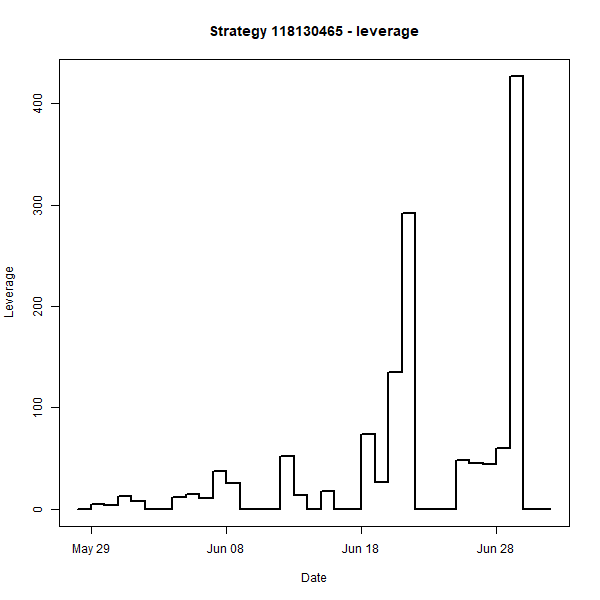 Strategy 118130465 - leverage
Leverage
400
300
200
100
0
May 29
Jun 08
Jun 18
Jun 28
Date